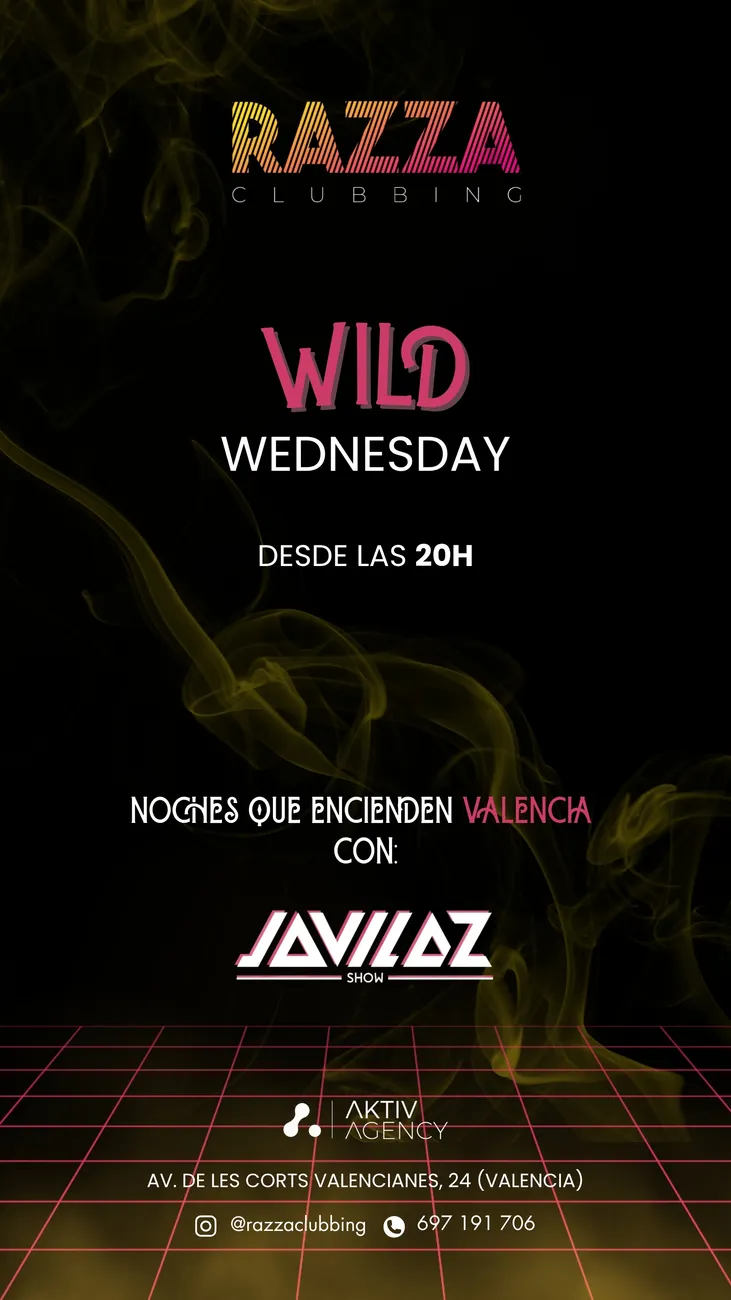 RAZZA
CLUBBING
WILD
WEDNESDAY
DESDE LAS 20H
NOCHES QUE ENCIENDEN VALENCIA
CON:
JAVILAZ
SHOW
AKTIV
AGENCY
AV. DE LES CORTS VALENCIANES, 24 (VALENCIA)
@razzaclubbing 697 191 706